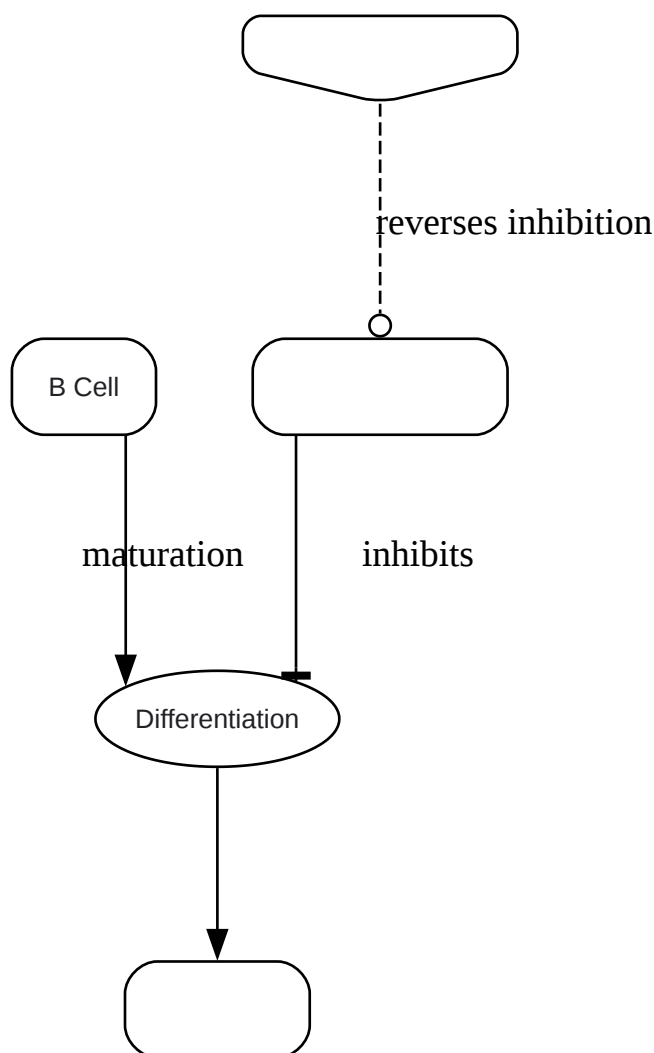 reverses inhibition
B Cell
maturation
inhibits
Differentiation